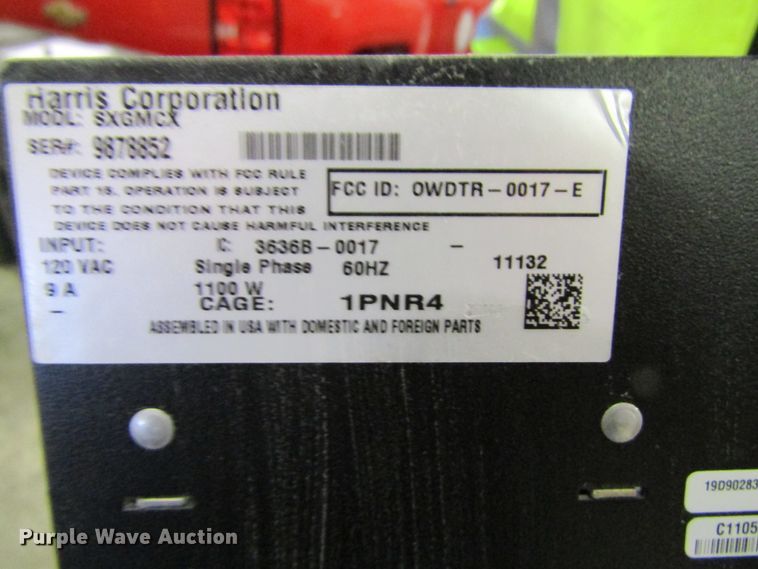 Harris Corporation
MODL: SXGMCX
SER#: 9878852
DEVICE COMPLIES WITH FCC RULE
PART 15. OPERATION IS SUBJECT
TO THE CONDITION THAT THIS
DEVICE DOES NOT CAUSE HARMFUL INTERFERENCE
FCC ID: OWDTR-0017-E
INPUT: IC: 3636B-0017 -
120 VAC Single Phase 60HZ 11132
9 A 1100 W
- CAGE: 1PNR4
ASSEMBLED IN USA WITH DOMESTIC AND FOREIGN PARTS
19D90283
C1105
Purple Wave Auction